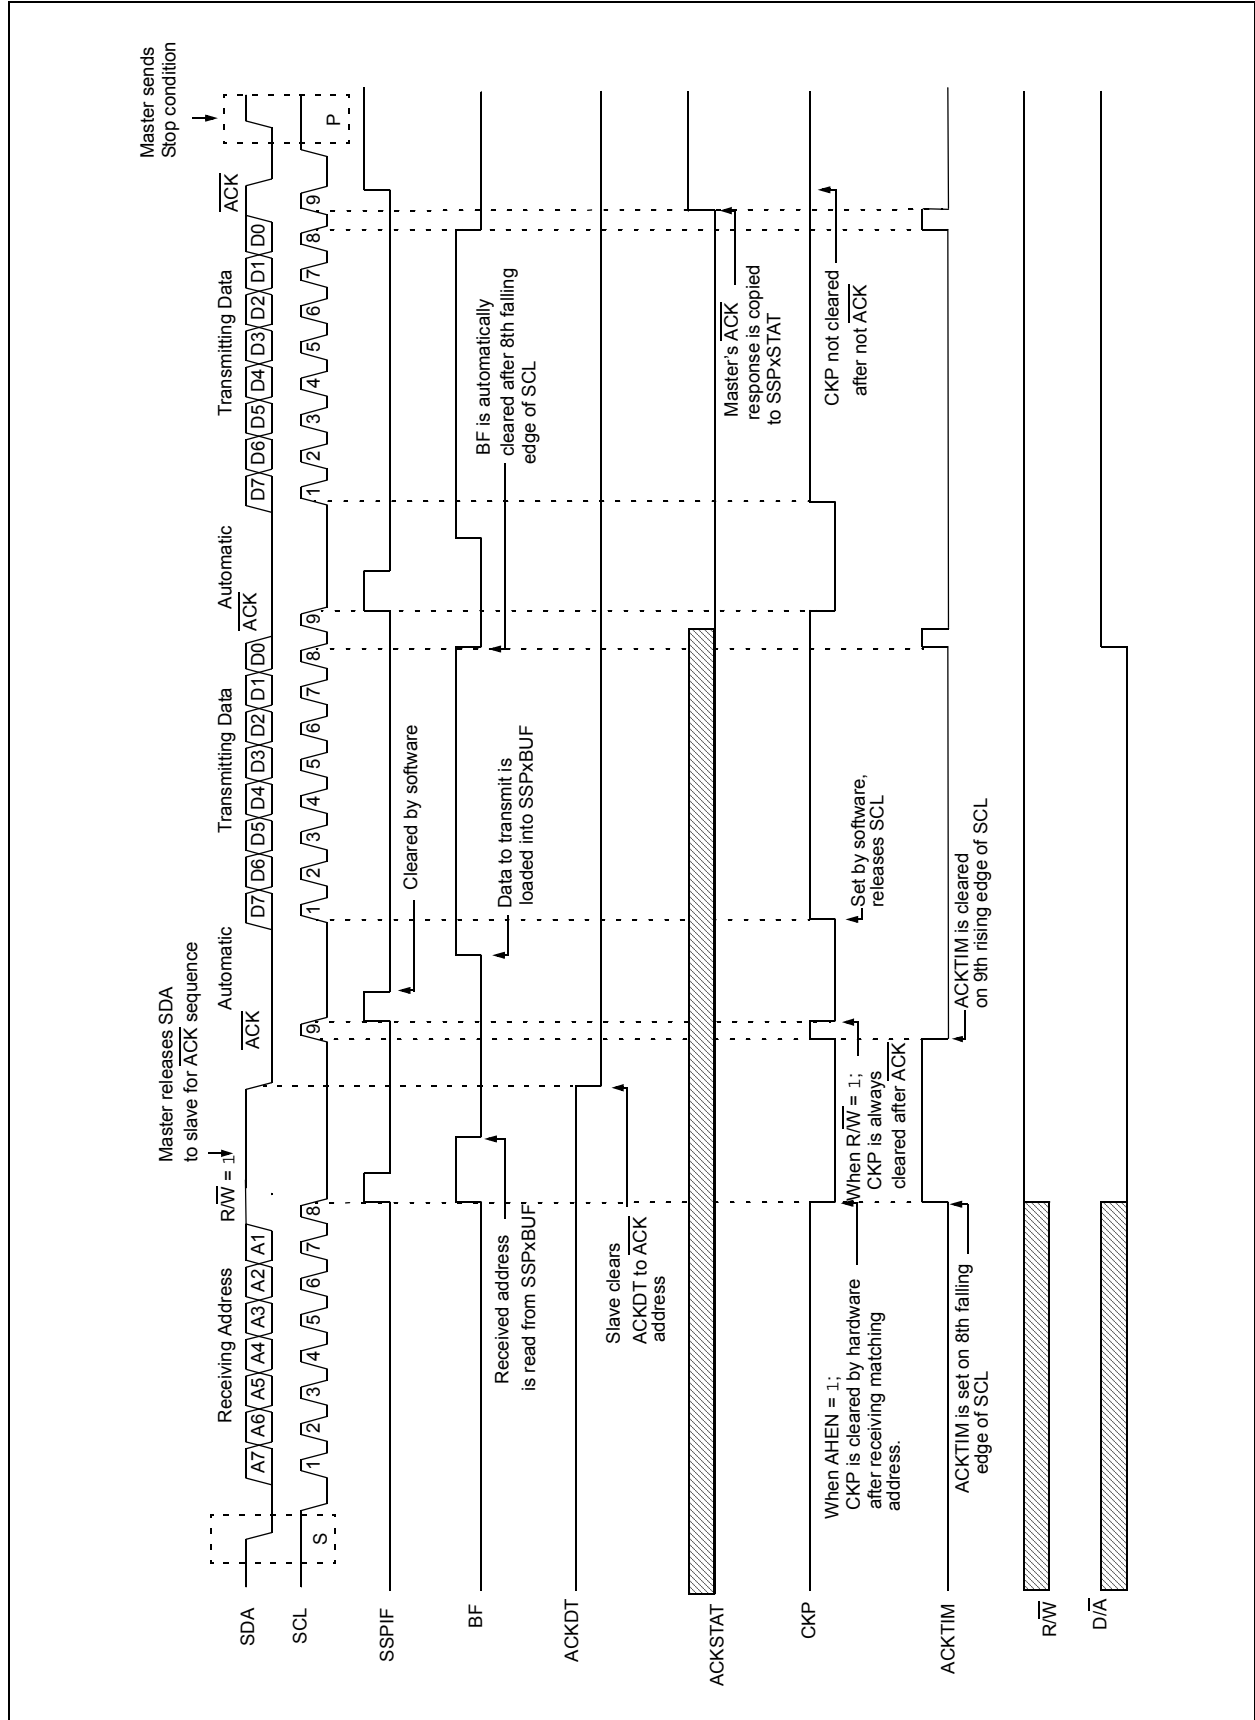 Master sends
Stop condition
Master releases SDA
to slave for ACK sequence
Receiving Address
R/W = 1
Automatic
Transmitting Data
Automatic
Transmitting Data
ACK
ACK
ACK
SDA
A7 A6 A5 A4 A3 A2 A1
D7 D6 D5 D4 D3 D2 D1 D0
D7 D6 D5 D4 D3 D2 D1 D0
SCL
S
1 2 3 4 5 6 7 8 9
1 2 3 4 5 6 7 8 9
1 2 3 4 5 6 7 8 9
P
SSPIF
Cleared by software
BF
Received address
is read from SSPxBUF
Data to transmit is
loaded into SSPxBUF
BF is automatically
cleared after 8th falling
edge of SCL
ACKDT
Slave clears
ACKDT to ACK
address
ACKSTAT
Master's ACK
response is copied
to SSPxSTAT
CKP
When AHEN = 1;
CKP is cleared by hardware
after receiving matching
address.
When R/W = 1;
CKP is always
cleared after ACK
Set by software,
releases SCL
CKP not cleared
after not ACK
ACKTIM
ACKTIM is set on 8th falling
edge of SCL
ACKTIM is cleared
on 9th rising edge of SCL
R/W
D/A